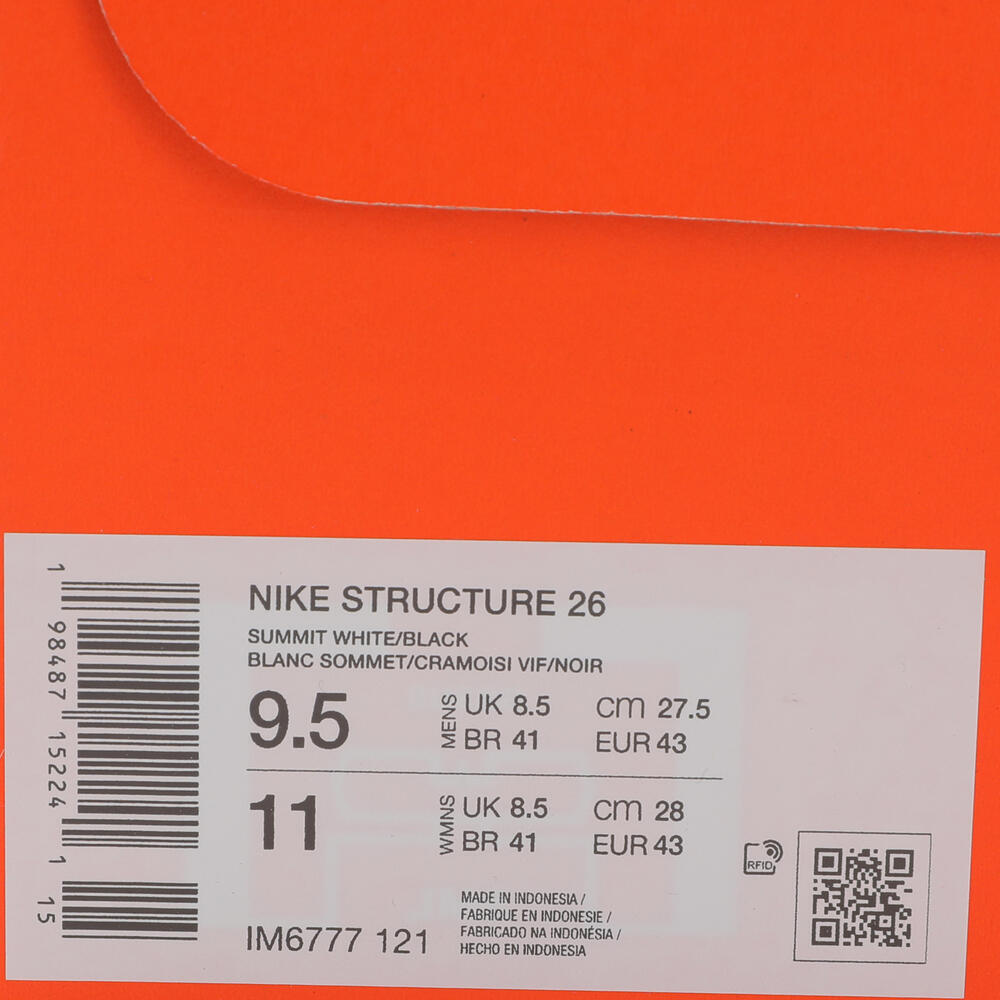 NIKE STRUCTURE 26
SUMMIT WHITE/BLACK
BLANC SOMMET/CRAMOISI VIF/NOIR
9.5
MENS
UK 8.5
cm 27.5
BR 41
EUR 43
11
WMNS
UK 8.5
cm 28
BR 41
EUR 43
RFID
MADE IN INDONESIA /
FABRIQUE EN INDONESIE /
FABRICADO NA INDONÉSIA /
HECHO EN INDONESIA
IM6777 121
1 98487 15224 1 15